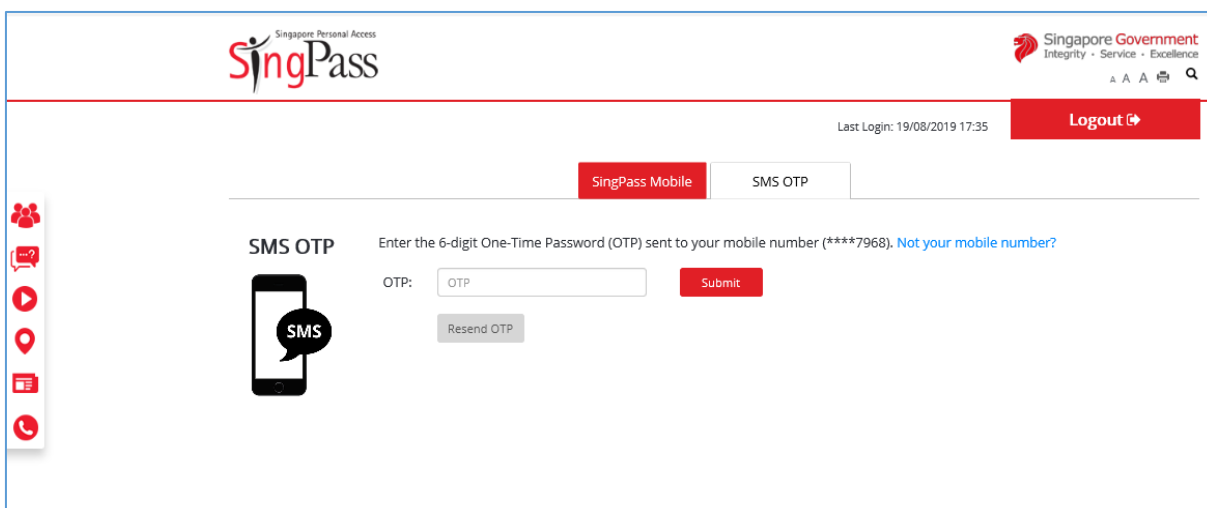 Singapore Personal Access
SingPass
Singapore Government
Integrity · Service · Excellence
A A A
Last Login: 19/08/2019 17:35
Logout
SingPass Mobile
SMS OTP
SMS OTP
Enter the 6-digit One-Time Password (OTP) sent to your mobile number (****7968). Not your mobile number?
OTP:
OTP
Submit
Resend OTP
SMS